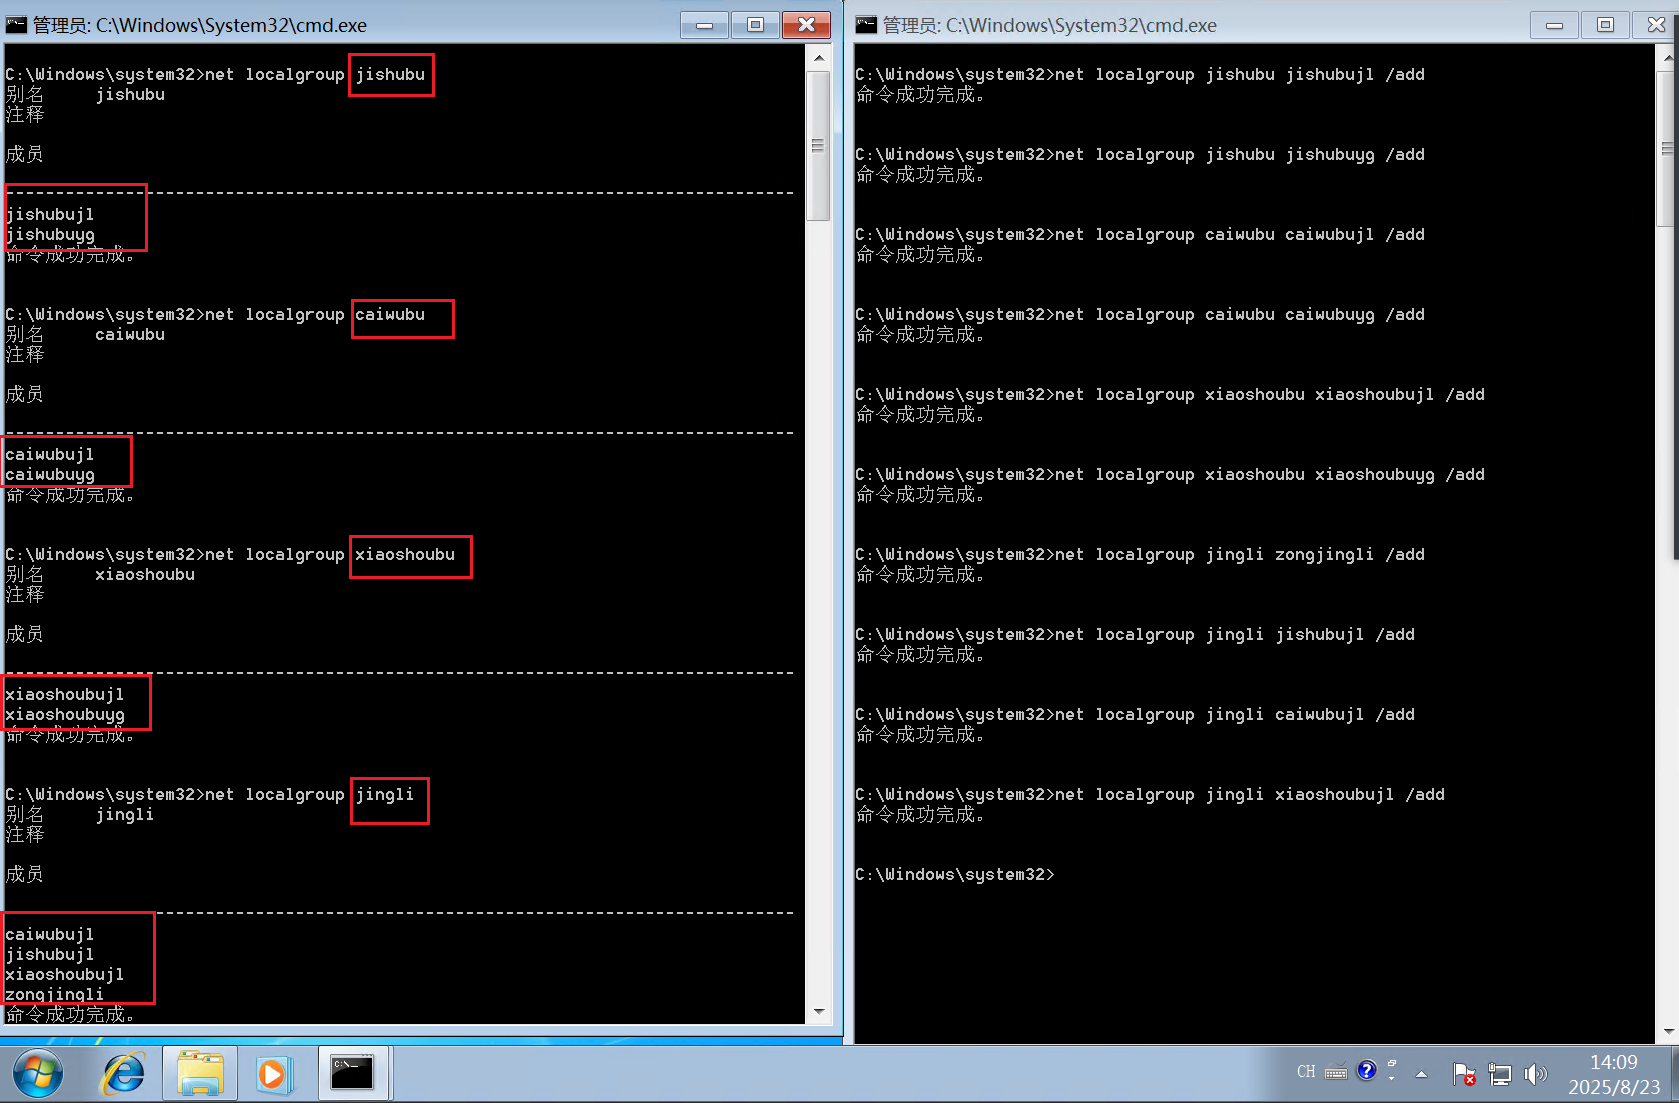 管理员: C:\Windows\System32\cmd.exe
C:\Windows\system32>net localgroup jishubu
别名     jishubu
注释
成员
-------------------------------------------------------------------------------
jishubujl
jishubuyg
命令成功完成。
C:\Windows\system32>net localgroup caiwubu
别名     caiwubu
注释
成员
-------------------------------------------------------------------------------
caiwubujl
caiwubuyg
命令成功完成。
C:\Windows\system32>net localgroup xiaoshoubu
别名     xiaoshoubu
注释
成员
-------------------------------------------------------------------------------
xiaoshoubujl
xiaoshoubuyg
命令成功完成。
C:\Windows\system32>net localgroup jingli
别名     jingli
注释
成员
-------------------------------------------------------------------------------
caiwubujl
jishubujl
xiaoshoubujl
zongjingli
命令成功完成。
管理员: C:\Windows\System32\cmd.exe
C:\Windows\system32>net localgroup jishubu jishubujl /add
命令成功完成。
C:\Windows\system32>net localgroup jishubu jishubuyg /add
命令成功完成。
C:\Windows\system32>net localgroup caiwubu caiwubujl /add
命令成功完成。
C:\Windows\system32>net localgroup caiwubu caiwubuyg /add
命令成功完成。
C:\Windows\system32>net localgroup xiaoshoubu xiaoshoubujl /add
命令成功完成。
C:\Windows\system32>net localgroup xiaoshoubu xiaoshoubuyg /add
命令成功完成。
C:\Windows\system32>net localgroup jingli zongjingli /add
命令成功完成。
C:\Windows\system32>net localgroup jingli jishubujl /add
命令成功完成。
C:\Windows\system32>net localgroup jingli caiwubujl /add
命令成功完成。
C:\Windows\system32>net localgroup jingli xiaoshoubujl /add
命令成功完成。
C:\Windows\system32>
CH
14:09
2025/8/23